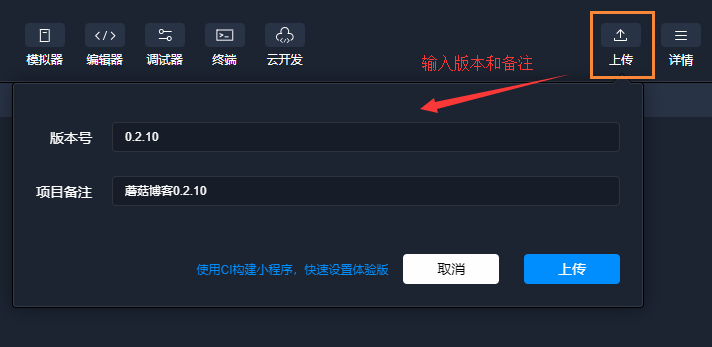 模拟器 编辑器 调试器 终端 云开发 上传 详情
输入版本和备注
版本号 0.2.10
项目备注 蘑菇博客0.2.10
使用CI构建小程序，快速设置体验版 取消 上传